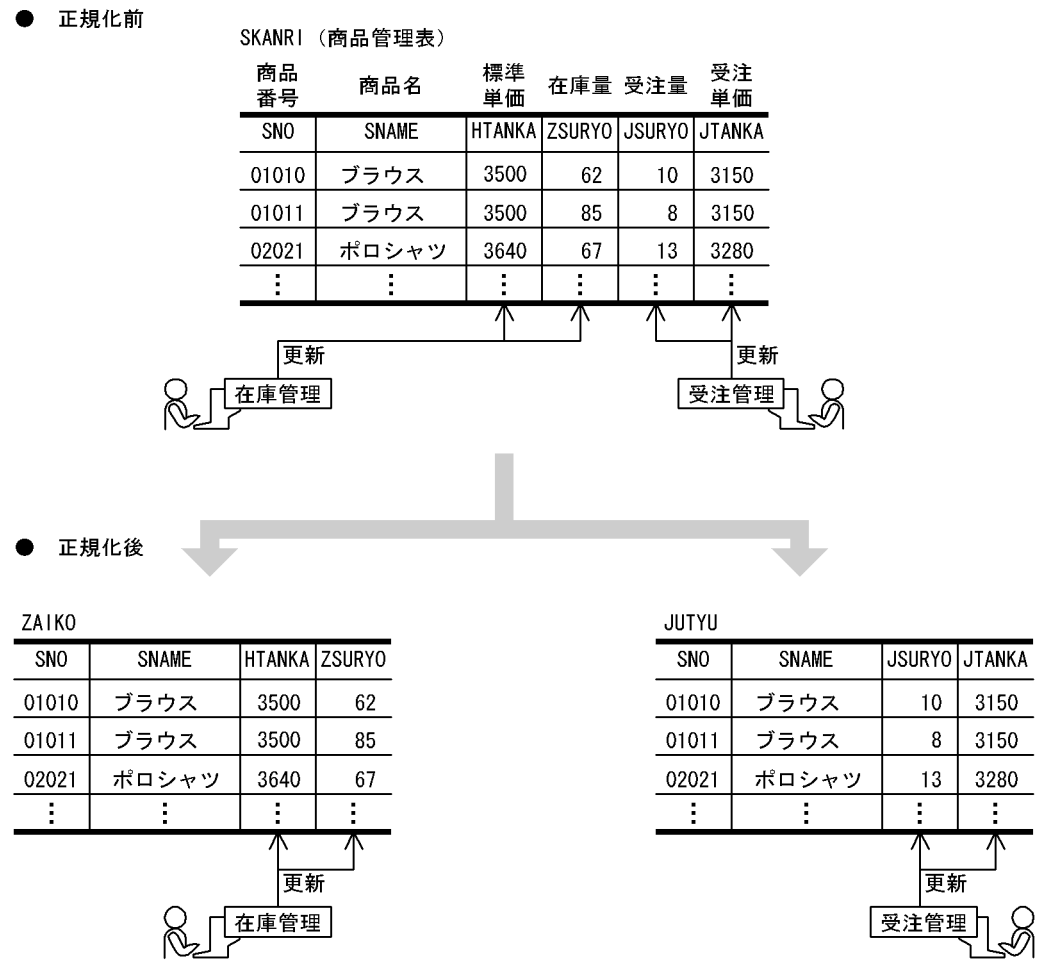 ● 正規化前
SKANRI（商品管理表）
商品番号 商品名 標準単価 在庫量 受注量 受注単価
SNO SNAME HTANKA ZSURYO JSURYO JTANKA
01010 ブラウス 3500 62 10 3150
01011 ブラウス 3500 85 8 3150
02021 ポロシャツ 3640 67 13 3280
⋮ ⋮ ⋮ ⋮ ⋮ ⋮
更新 更新
在庫管理 受注管理
● 正規化後
ZAIKO
SNO SNAME HTANKA ZSURYO
01010 ブラウス 3500 62
01011 ブラウス 3500 85
02021 ポロシャツ 3640 67
⋮ ⋮ ⋮ ⋮
更新
在庫管理
JUTYU
SNO SNAME JSURYO JTANKA
01010 ブラウス 10 3150
01011 ブラウス 8 3150
02021 ポロシャツ 13 3280
⋮ ⋮ ⋮ ⋮
更新
受注管理